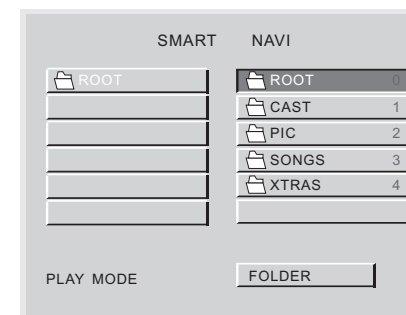 SMART NAVI
ROOT ROOT 0
CAST 1
PIC 2
SONGS 3
XTRAS 4
PLAY MODE FOLDER